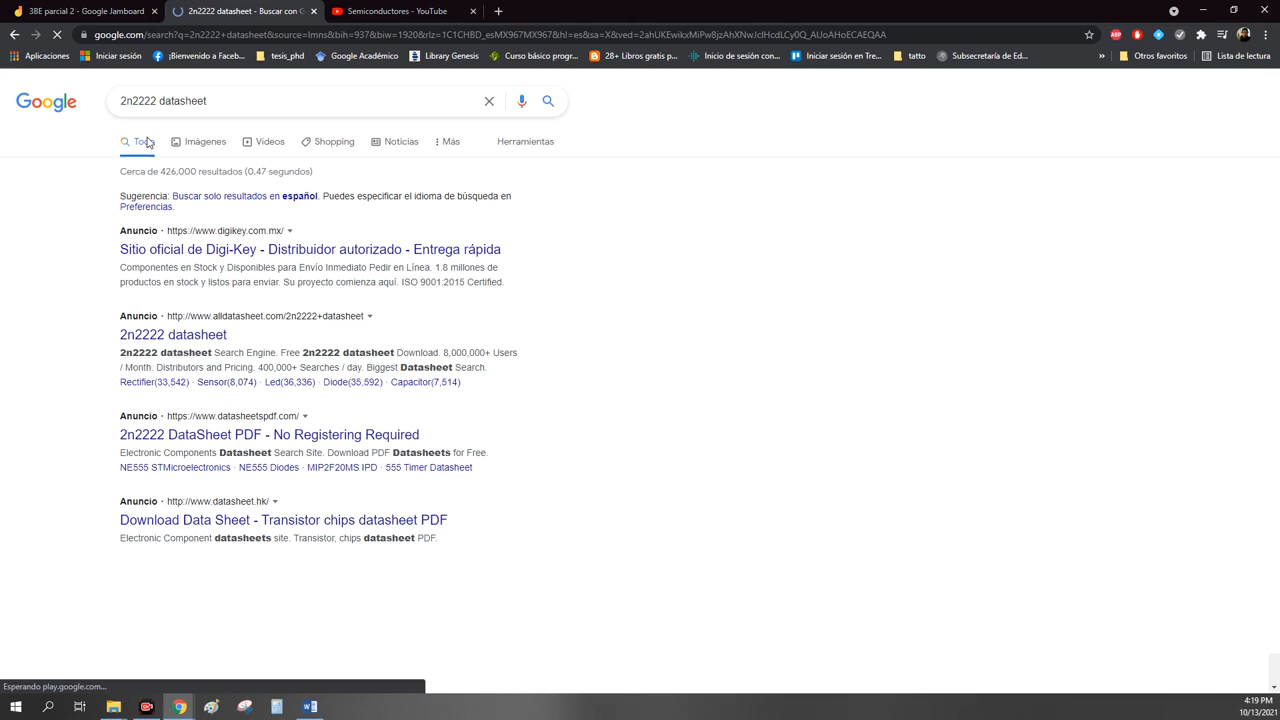 3BE parcial 2 - Google Jamboard
2n2222 datasheet - Buscar con G
Semiconductores - YouTube
google.com/search?q=2n2222+datasheet&source=lmns&bih=937&biw=1920&rlz=1C1CHBD_esMX967MX967&hl=es&sa=X&ved=2ahUKEwikxMiPw8jzAhXNwJcIHcdLCy0Q_AUoAHoECAEQAA
Aplicaciones
Inicio sesión
¡Bienvenido a Faceb...
tesis_phd
Google Académico
Library Genesis
Curso básico progr...
28+ Libros gratis p...
Inicio de sesión con...
Iniciar sesión en Tre...
tatto
Subsecretaría de Ed...
»
Otros favoritos
Lista de lectura
Google
2n2222 datasheet
Imágenes
Videos
Shopping
Noticias
Más
Herramientas
Cerca de 426,000 resultados (0.47 segundos)
Sugerencia: Buscar solo resultados en español. Puedes especificar el idioma de búsqueda en
Preferencias.
Anuncio · https://www.digikey.com.mx/
Sitio oficial de Digi-Key - Distribuidor autorizado - Entrega rápida
Componentes en Stock y Disponibles para Envío Inmediato Pedir en Línea. 1.8 millones de
productos en stock y listos para enviar. Su proyecto comienza aquí. ISO 9001:2015 Certified.
Anuncio · http://www.alldatasheet.com/2n2222+datasheet
2n2222 datasheet
2n2222 datasheet Search Engine. Free 2n2222 datasheet Download. 8,000,000+ Users
/ Month. Distributors and Pricing. 400,000+ Searches / day. Biggest Datasheet Search.
Rectifier(33,542) · Sensor(8,074) · Led(36,336) · Diode(35,592) · Capacitor(7,514)
Anuncio · https://www.datasheetspdf.com/
2n2222 DataSheet PDF - No Registering Required
Electronic Components Datasheet Search Site. Download PDF Datasheets for Free.
NE555 STMicroelectronics · NE555 Diodes · MIP2F20MS IPD · 555 Timer Datasheet
Anuncio · http://www.datasheet.hk/
Download Data Sheet - Transistor chips datasheet PDF
Electronic Component datasheets site. Transistor, chips datasheet PDF.
Esperando play.google.com...
4:19 PM
10/13/2021